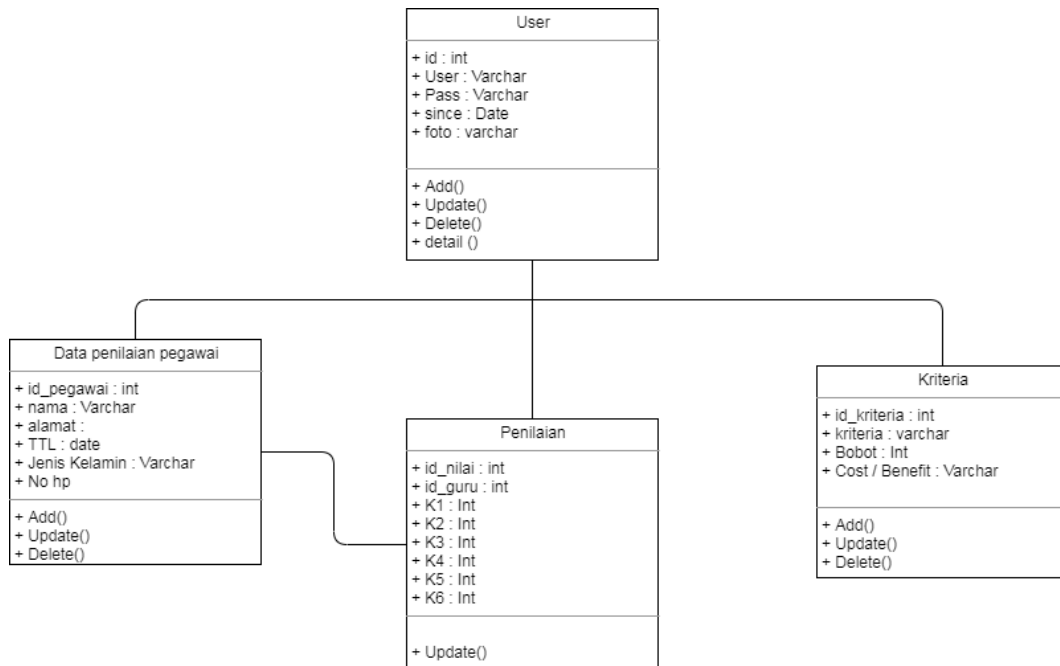 User
+ id : int
+ User : Varchar
+ Pass : Varchar
+ since : Date
+ foto : varchar
+ Add()
+ Update()
+ Delete()
+ detail ()
Data penilaian pegawai
+ id_pegawai : int
+ nama : Varchar
+ alamat :
+ TTL : date
+ Jenis Kelamin : Varchar
+ No hp
+ Add()
+ Update()
+ Delete()
Penilaian
+ id_nilai : int
+ id_guru : int
+ K1 : Int
+ K2 : Int
+ K3 : Int
+ K4 : Int
+ K5 : Int
+ K6 : Int
+ Update()
Kriteria
+ id_kriteria : int
+ kriteria : varchar
+ Bobot : Int
+ Cost / Benefit : Varchar
+ Add()
+ Update()
+ Delete()